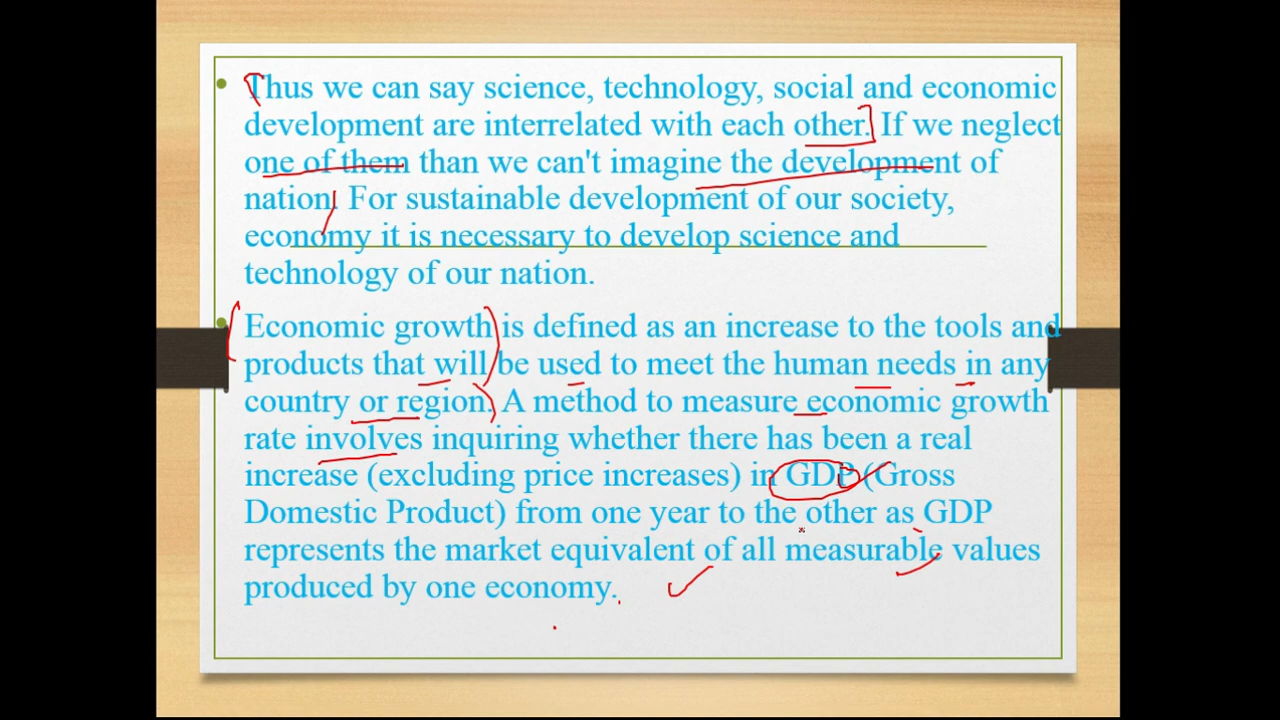 Thus we can say science, technology, social and economic
development are interrelated with each other. If we neglect
one of them than we can't imagine the development of
nation. For sustainable development of our society,
economy it is necessary to develop science and
technology of our nation.
Economic growth is defined as an increase to the tools and
products that will be used to meet the human needs in any
country or region. A method to measure economic growth
rate involves inquiring whether there has been a real
increase (excluding price increases) in GDP (Gross
Domestic Product) from one year to the other as GDP
represents the market equivalent of all measurable values
produced by one economy.